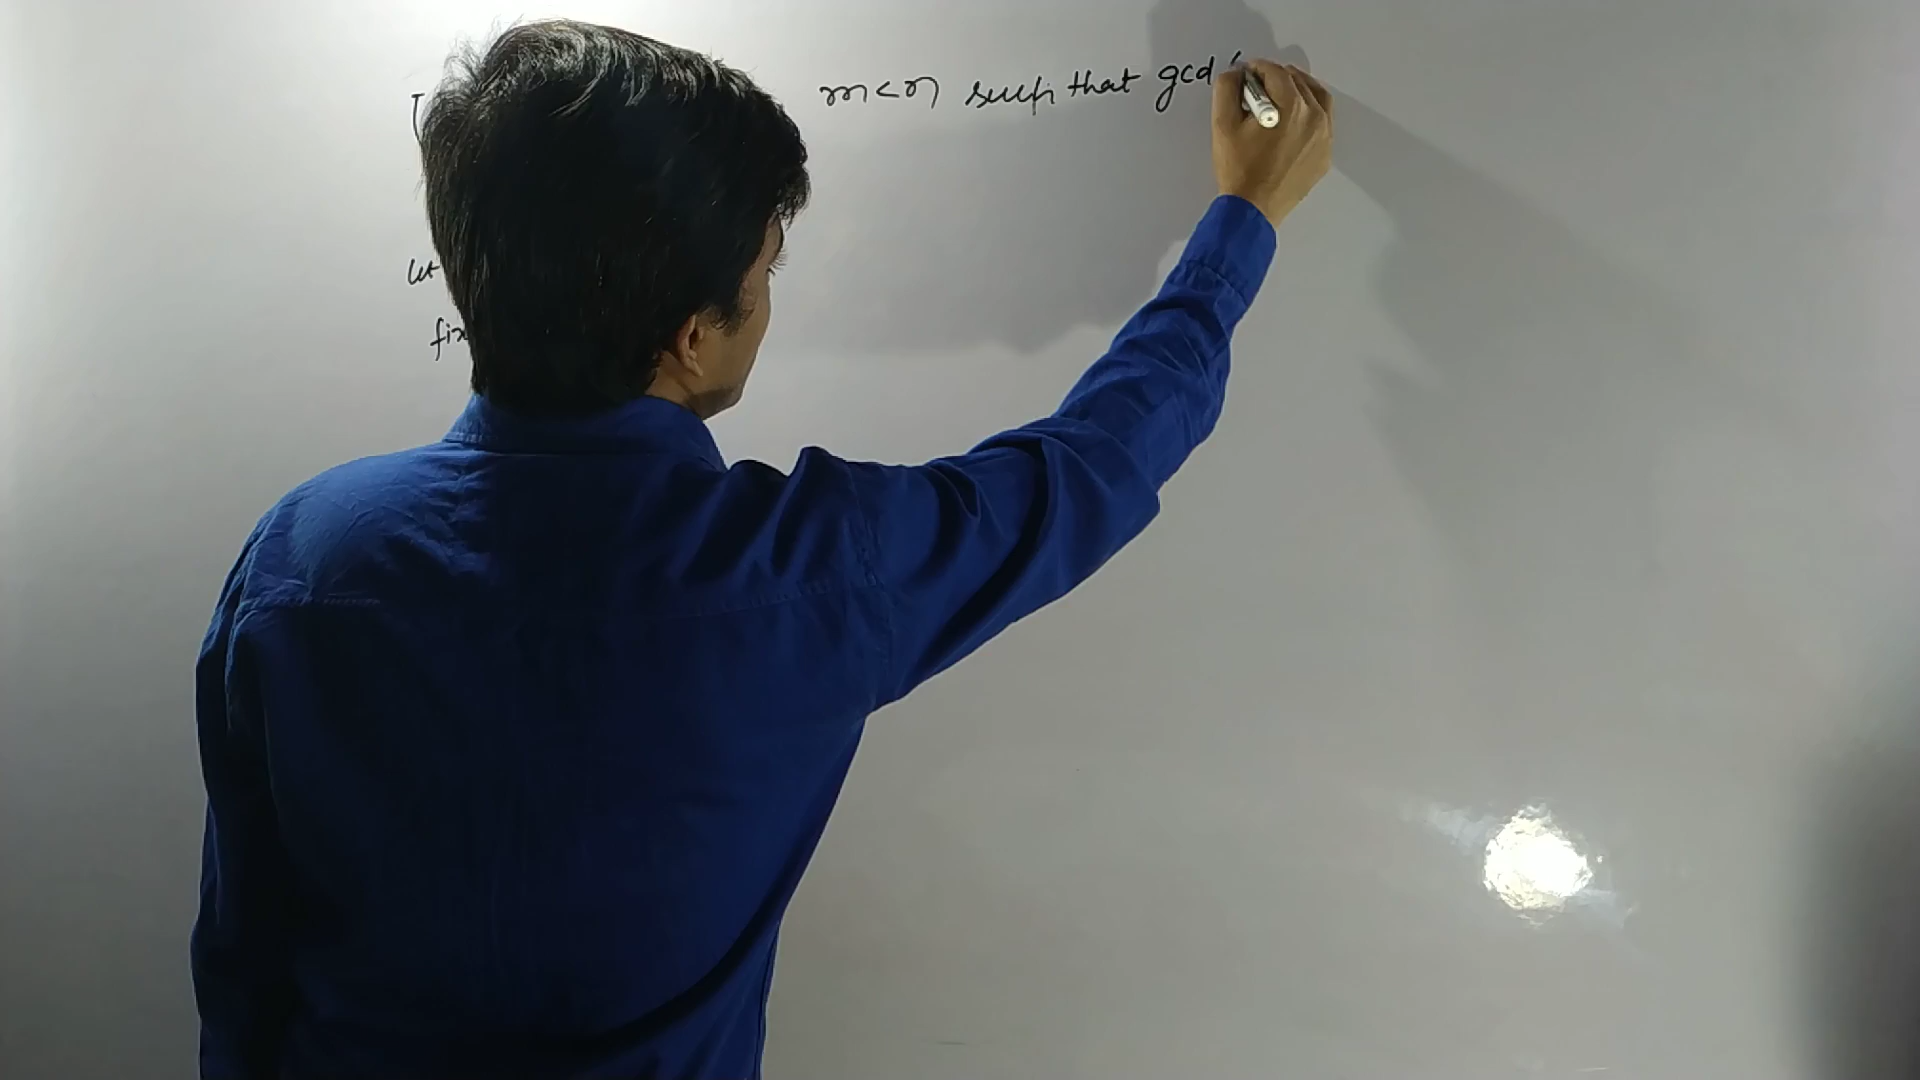 m<n such that gcd (
let
fix